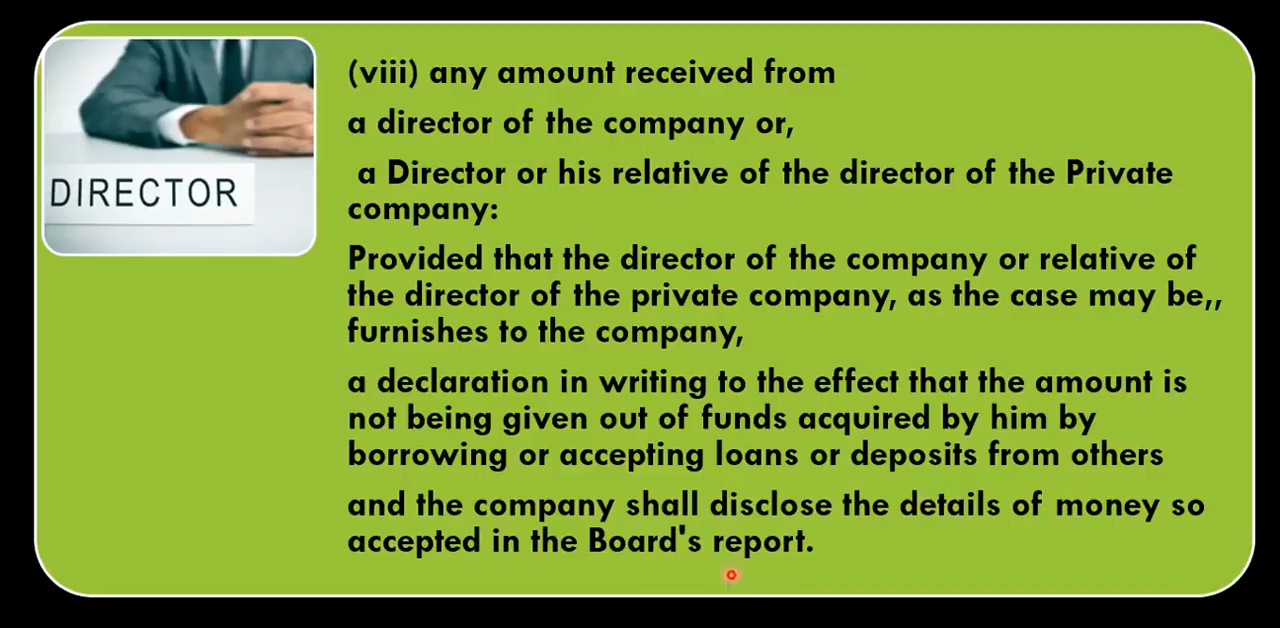 DIRECTOR
(viii) any amount received from
a director of the company or,
a Director or his relative of the director of the Private
company:
Provided that the director of the company or relative of
the director of the private company, as the case may be,,
furnishes to the company,
a declaration in writing to the effect that the amount is
not being given out of funds acquired by him by
borrowing or accepting loans or deposits from others
and the company shall disclose the details of money so
accepted in the Board's report.